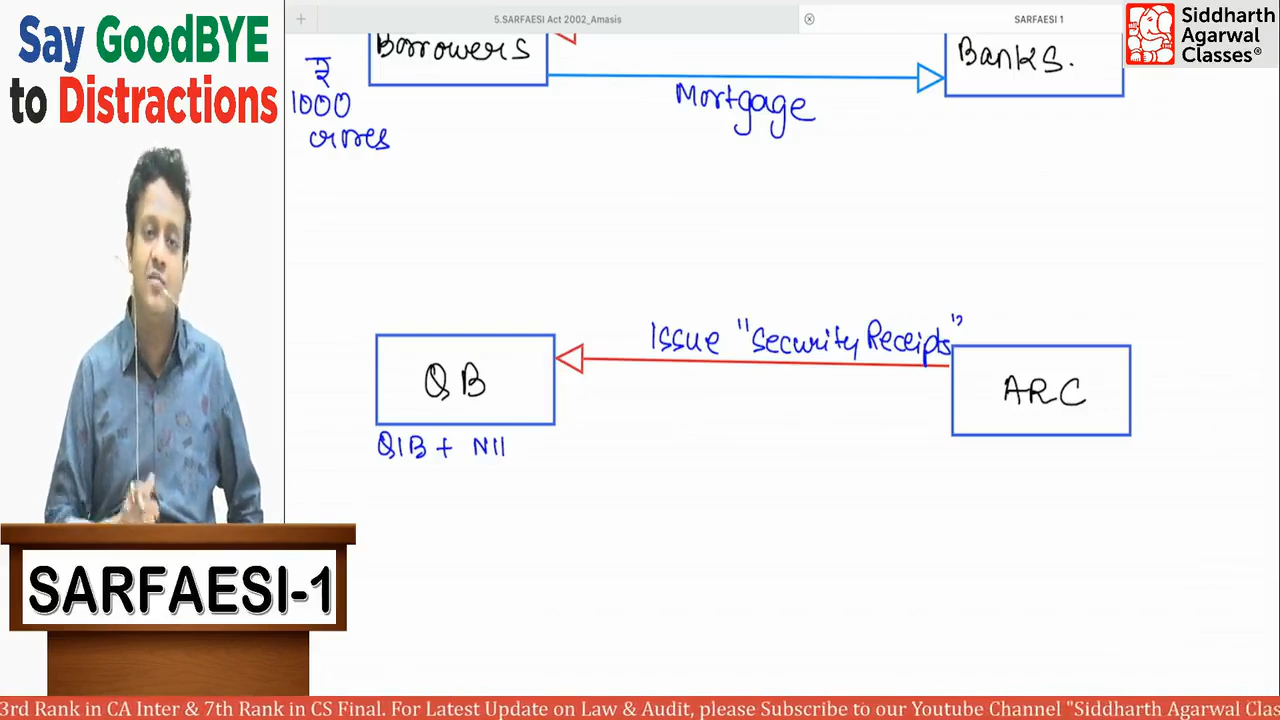 Say GoodBYE
to Distractions
5.SARFAESI Act 2002_Amasis
SARFAESI 1
Siddharth
Agarwal
Classes®
Borrowers
Banks.
₹
1000
crores
Mortgage
Issue "Security Receipts"
QB
ARC
QIB + NII
SARFAESI-1
3rd Rank in CA Inter & 7th Rank in CS Final. For Latest Update on Law & Audit, please Subscribe to our Youtube Channel "Siddharth Agarwal Clas